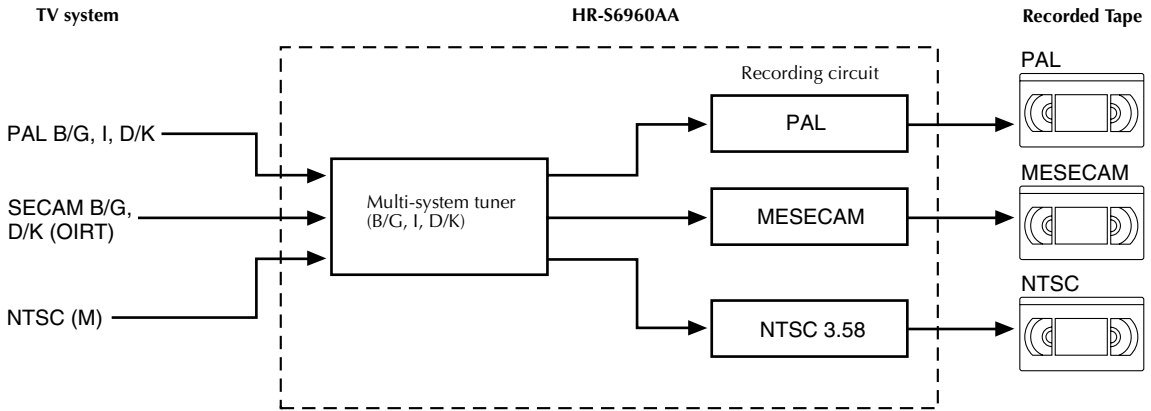 TV system
HR-S6960AA
Recorded Tape
PAL B/G, I, D/K
SECAM B/G,
D/K (OIRT)
NTSC (M)
Multi-system tuner
(B/G, I, D/K)
Recording circuit
PAL
MESECAM
NTSC 3.58
PAL
MESECAM
NTSC